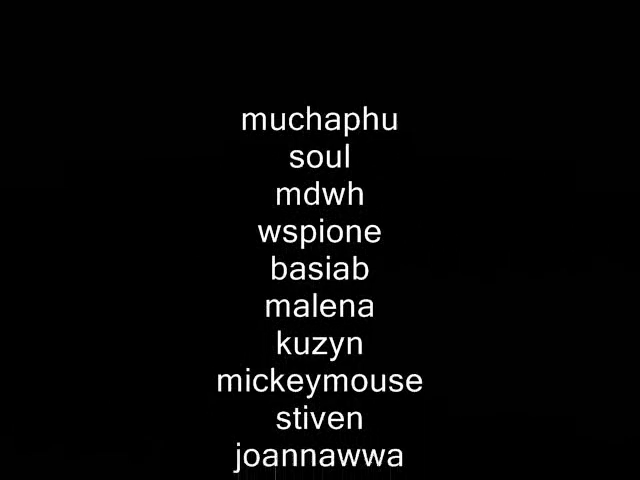 muchaphu
soul
mdwh
wspione
basiab
malena
kuzyn
mickeymouse
stiven
joannawwa